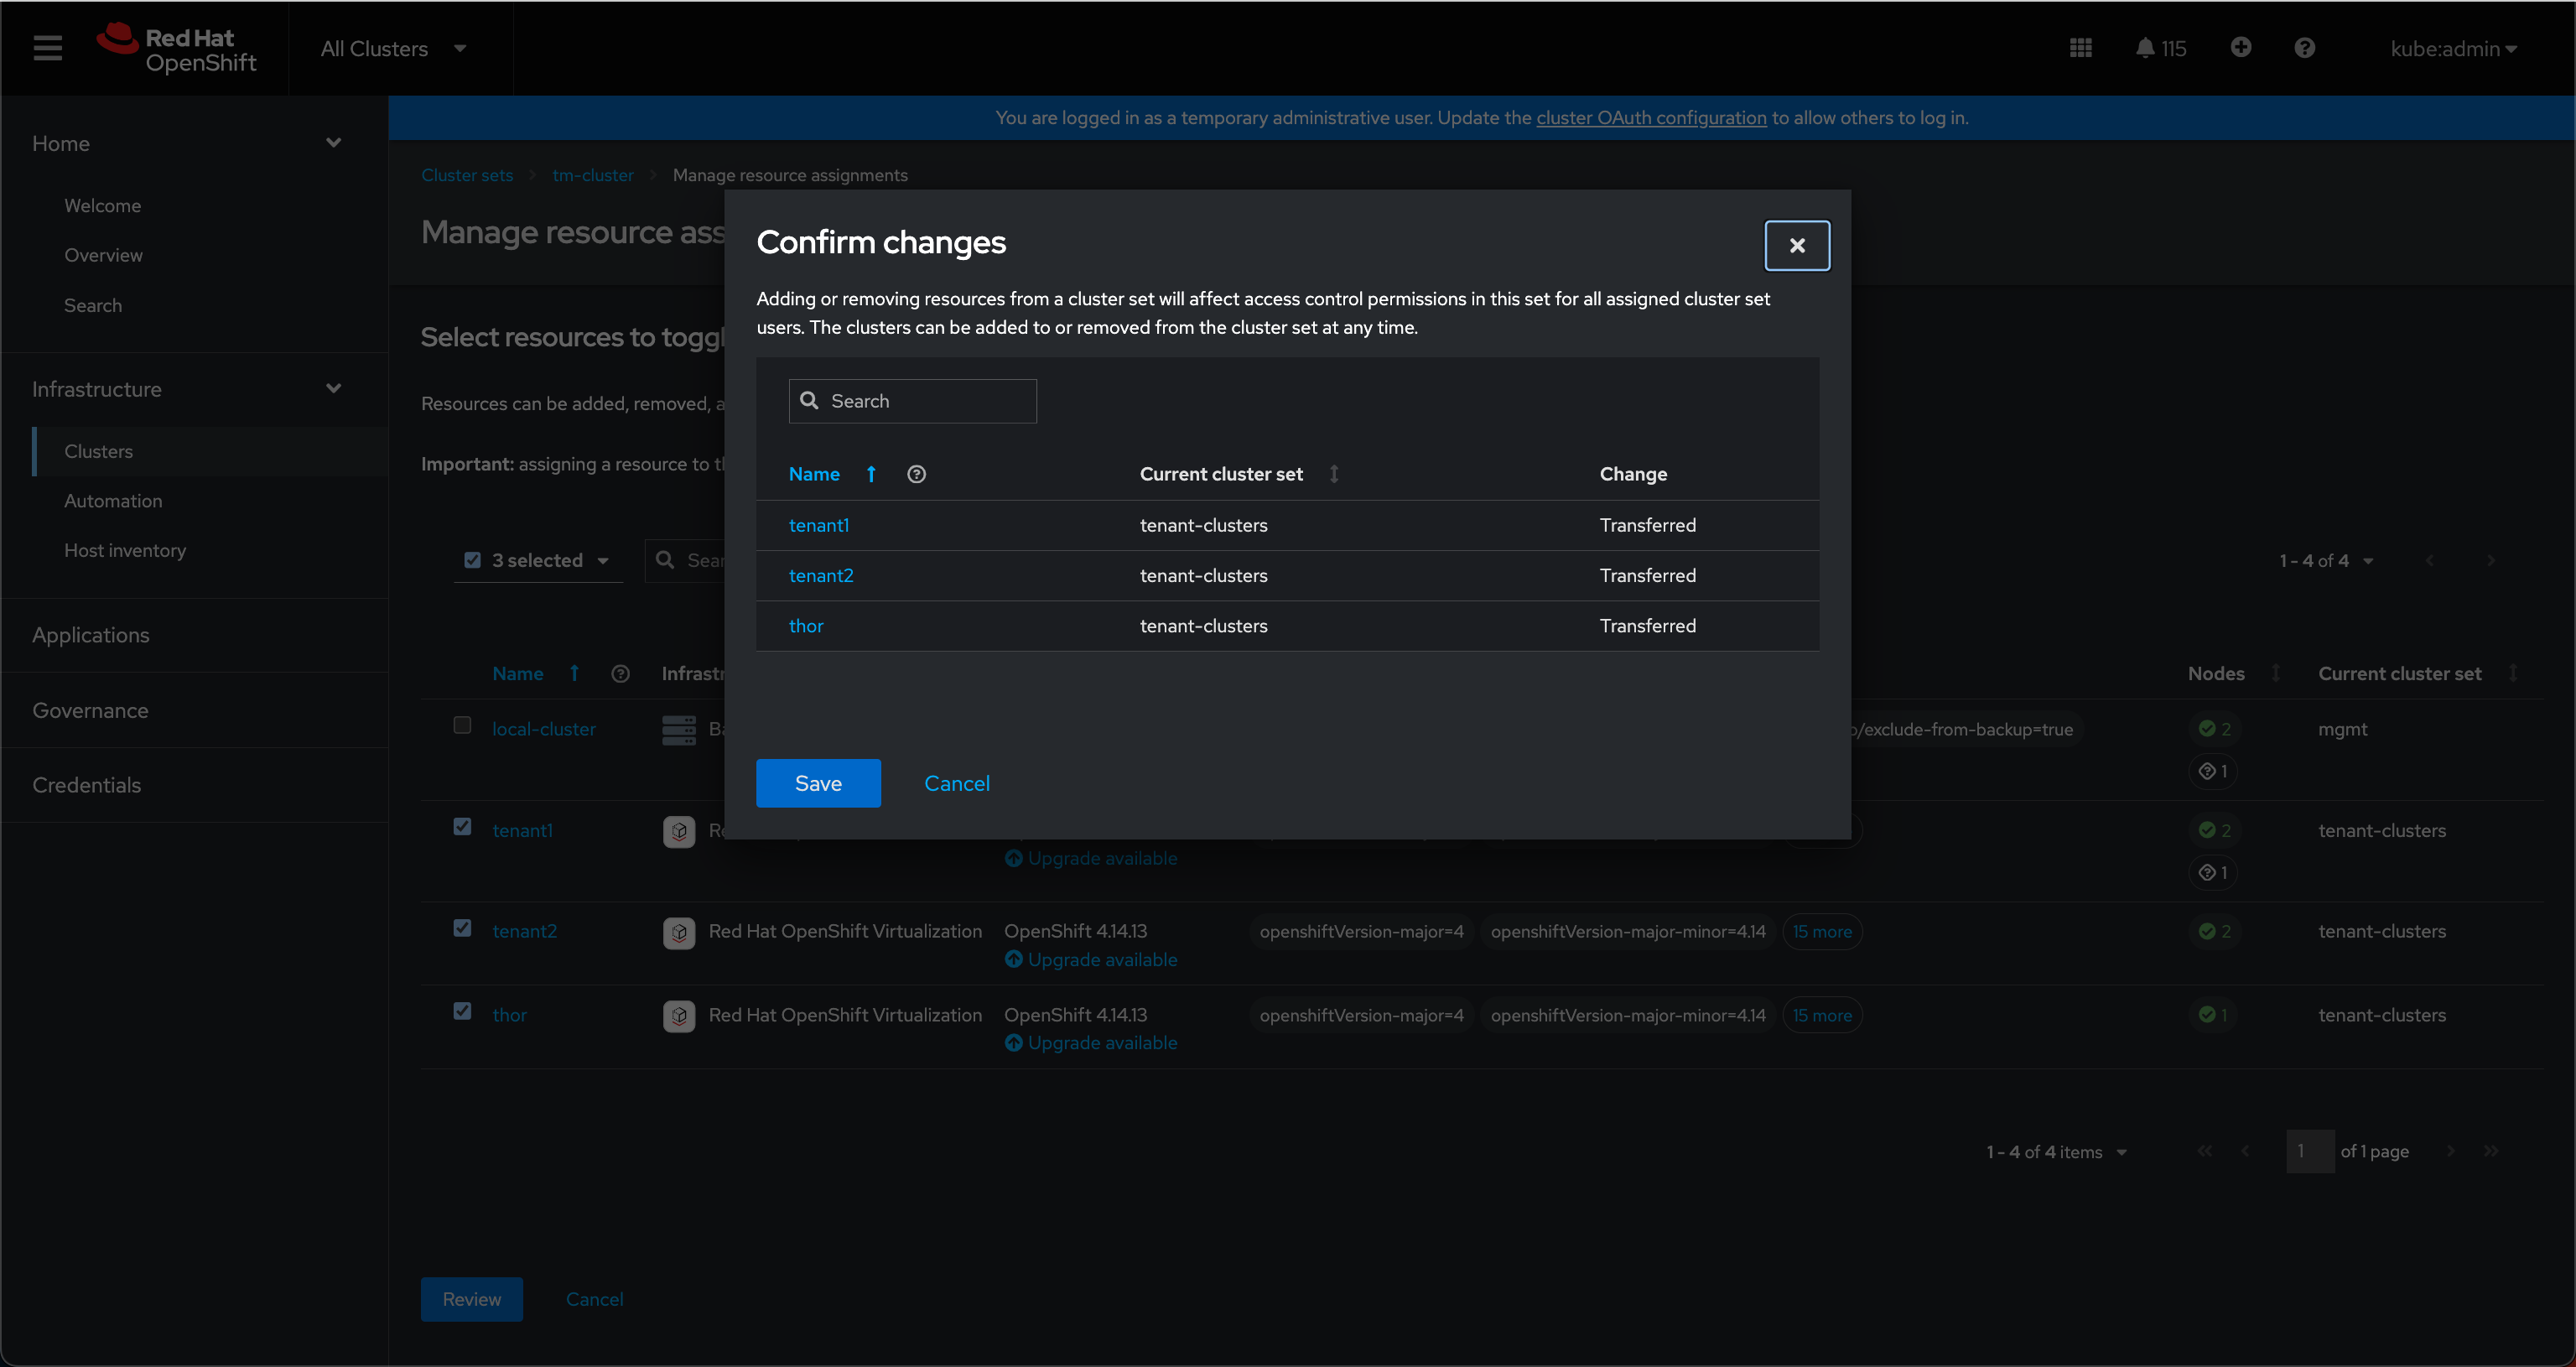 Red Hat
OpenShift
All Clusters
115
kube:admin
You are logged in as a temporary administrative user. Update the cluster OAuth configuration to allow others to log in.
Home
Welcome
Overview
Search
Infrastructure
Clusters
Automation
Host inventory
Applications
Governance
Credentials
Cluster sets
tm-cluster
Manage resource assignments
Manage resource ass
Select resources to toggl
Resources can be added, removed, a
Important: assigning a resource to t
3 selected
Sear
1 - 4 of 4
Name
Infrastr
Nodes
Current cluster set
local-cluster
Ba
/exclude-from-backup=true
2
1
mgmt
tenant1
Re
Upgrade available
2
1
tenant-clusters
tenant2
Red Hat OpenShift Virtualization
OpenShift 4.14.13
Upgrade available
openshiftVersion-major=4
openshiftVersion-major-minor=4.14
15 more
2
tenant-clusters
thor
Red Hat OpenShift Virtualization
OpenShift 4.14.13
Upgrade available
openshiftVersion-major=4
openshiftVersion-major-minor=4.14
15 more
1
tenant-clusters
1 - 4 of 4 items
1
of 1 page
Review
Cancel
Confirm changes
Adding or removing resources from a cluster set will affect access control permissions in this set for all assigned cluster set
users. The clusters can be added to or removed from the cluster set at any time.
Search
Name
Current cluster set
Change
tenant1
tenant-clusters
Transferred
tenant2
tenant-clusters
Transferred
thor
tenant-clusters
Transferred
Save
Cancel